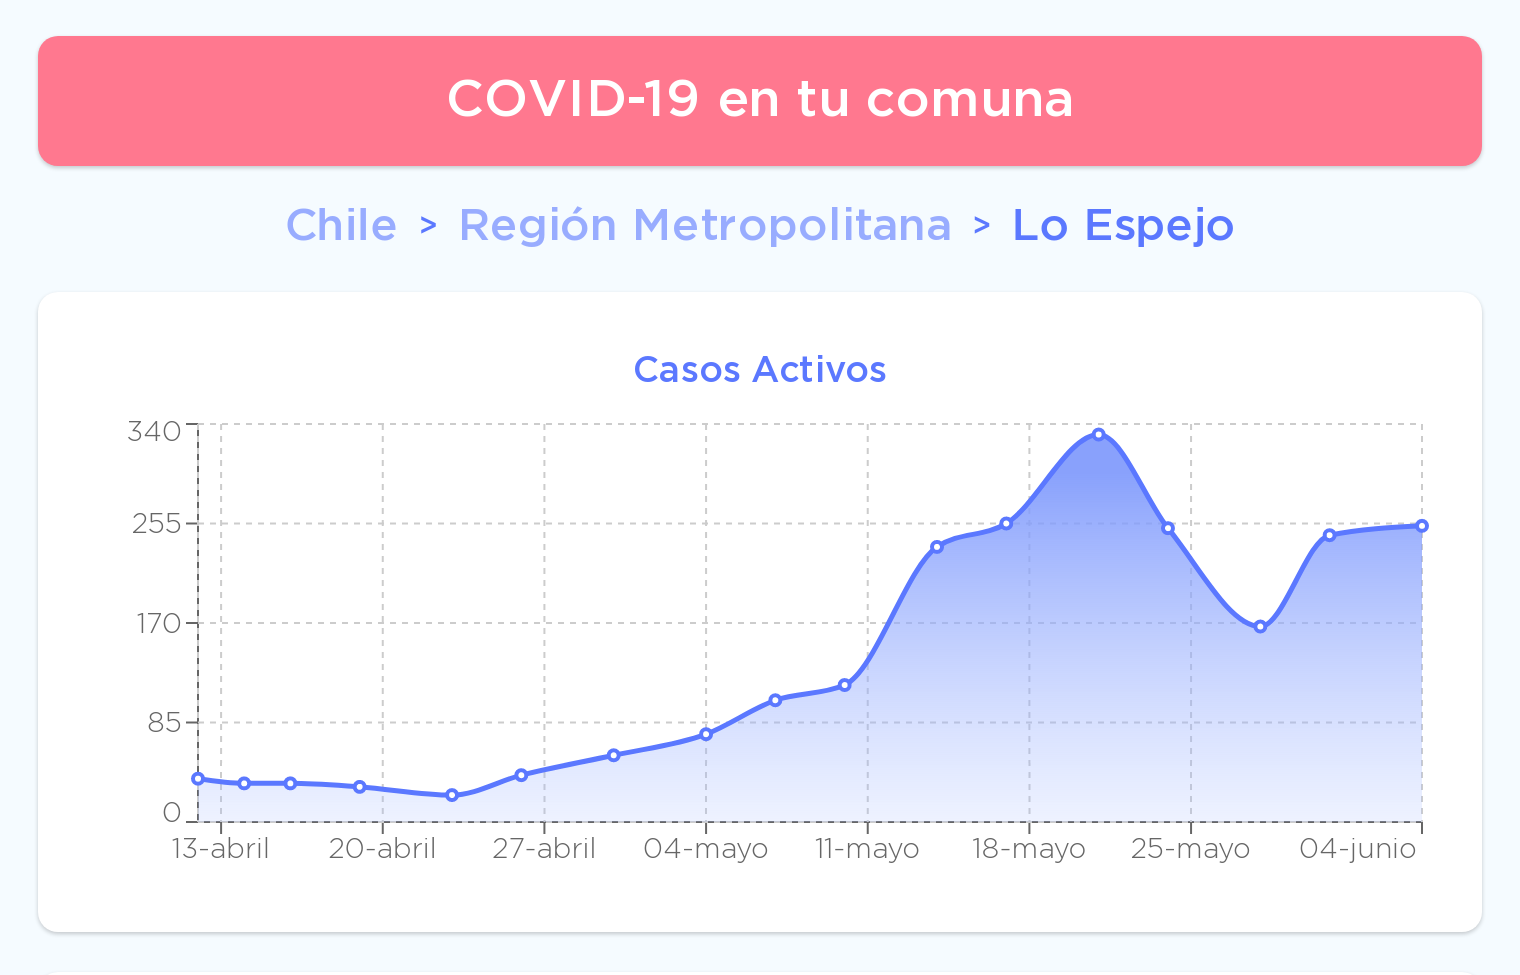 COVID-19 en tu comuna
Chile > Región Metropolitana > Lo Espejo
Casos Activos
340
255
170
85
0
13-abril 20-abril 27-abril 04-mayo 11-mayo 18-mayo 25-mayo 04-junio